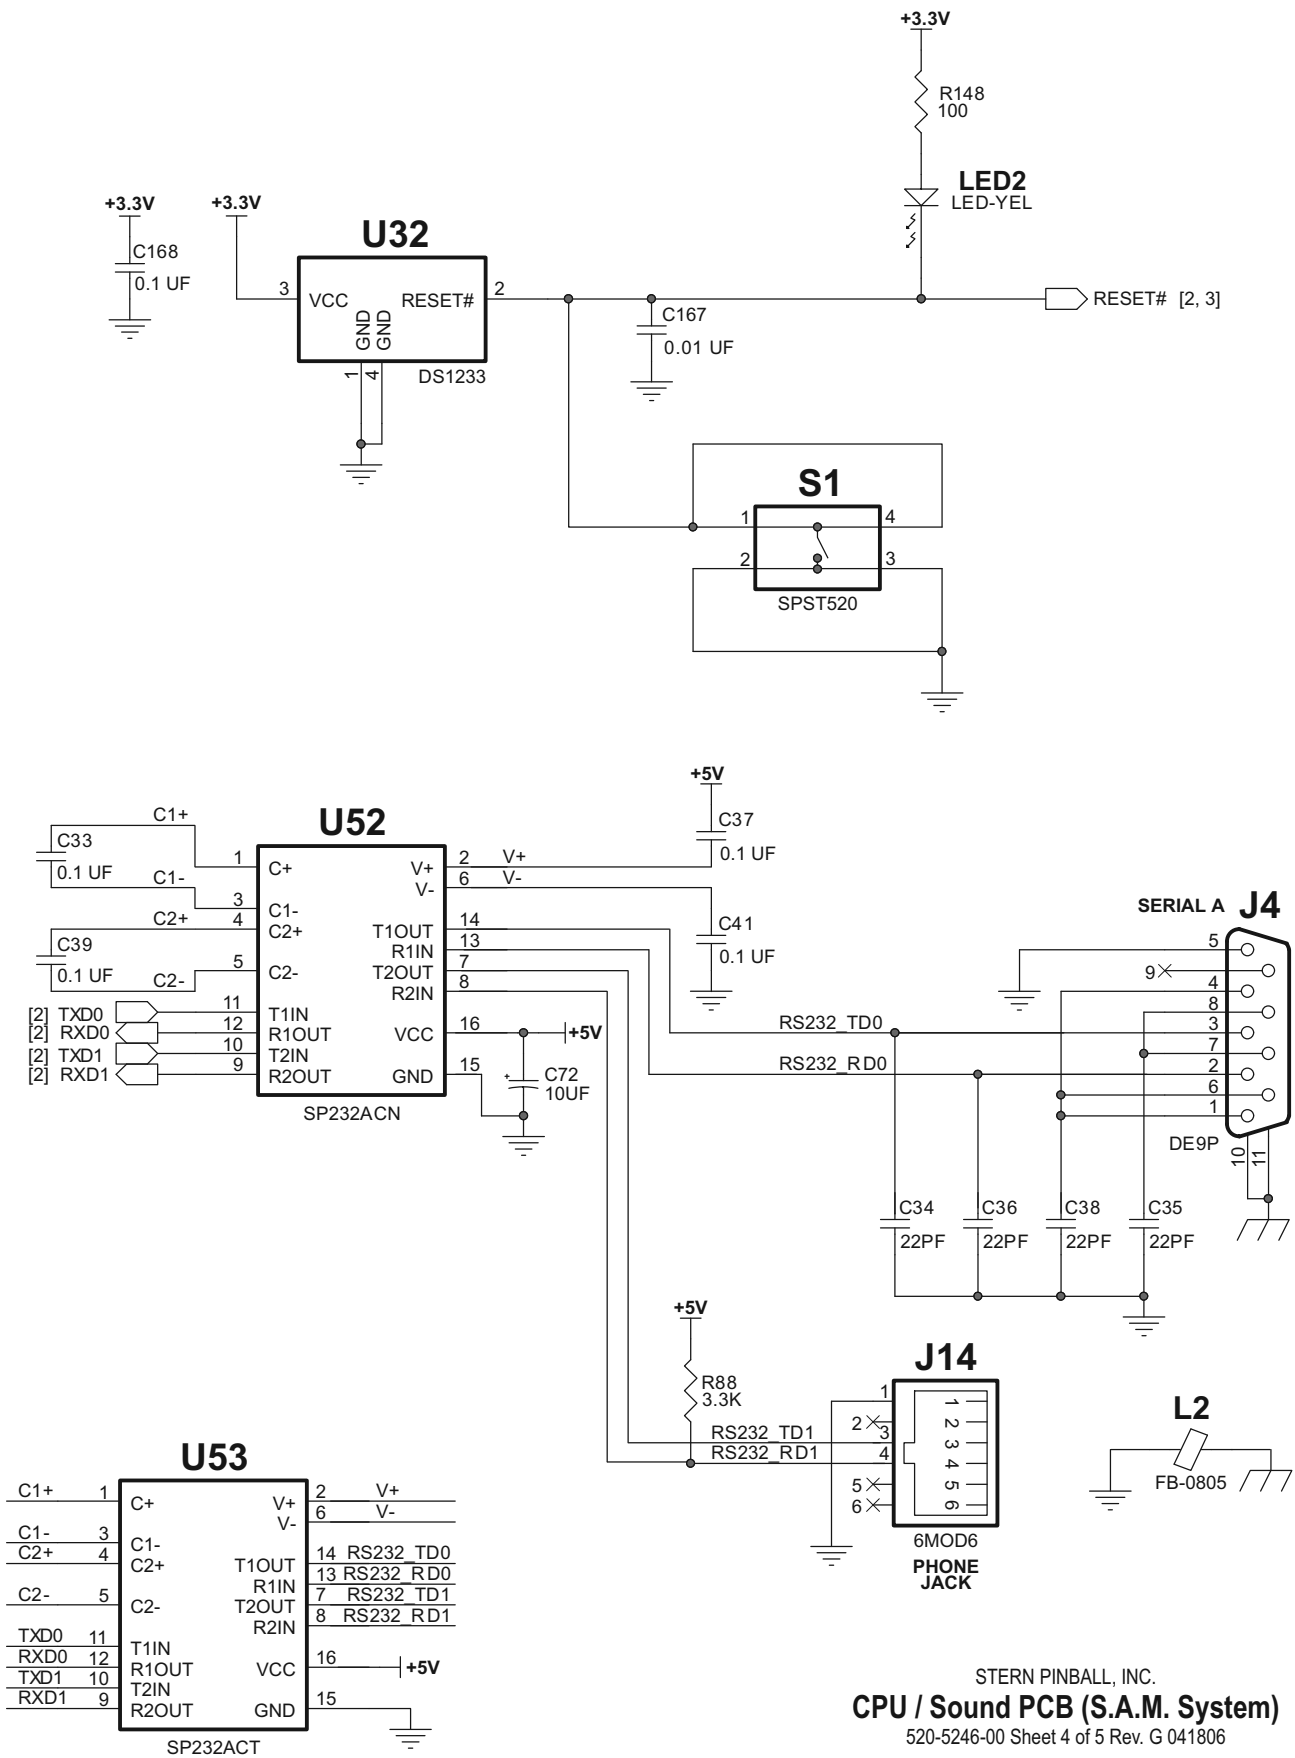 +3.3V
R148
100
LED2
LED-YEL
+3.3V
+3.3V
C168
0.1 UF
U32
3
VCC
RESET#
2
GND
GND
1
4
DS1233
C167
0.01 UF
RESET# [2, 3]
S1
1
4
2
3
SPST520
+5V
C37
0.1 UF
C1+
C33
0.1 UF
C1-
C2+
C39
0.1 UF
C2-
U52
1
C+
3
C1-
4
C2+
5
C2-
[2] TXD0
11
T1IN
[2] RXD0
12
R1OUT
[2] TXD1
10
T2IN
[2] RXD1
9
R2OUT
V+
2
V+
V-
6
V-
T1OUT
14
R1IN
13
T2OUT
7
R2IN
8
VCC
16
+5V
GND
15
SP232ACN
C72
10UF
+
C41
0.1 UF
SERIAL A
J4
5
9
4
8
3
7
2
6
1
DE9P
10
11
RS232_TD0
RS232_RD0
C34
22PF
C36
22PF
C38
22PF
C35
22PF
+5V
R88
3.3K
RS232_TD1
RS232_RD1
J14
1
2
3
4
5
6
1
2
3
4
5
6
6MOD6
PHONE
JACK
L2
FB-0805
U53
C1+
1
C+
C1-
3
C1-
C2+
4
C2+
C2-
5
C2-
TXD0
11
T1IN
RXD0
12
R1OUT
TXD1
10
T2IN
RXD1
9
R2OUT
V+
2
V+
V-
6
V-
T1OUT
14
RS232_TD0
R1IN
13
RS232_RD0
T2OUT
7
RS232_TD1
R2IN
8
RS232_RD1
VCC
16
+5V
GND
15
SP232ACT
STERN PINBALL, INC.
CPU / Sound PCB (S.A.M. System)
520-5246-00 Sheet 4 of 5 Rev. G 041806